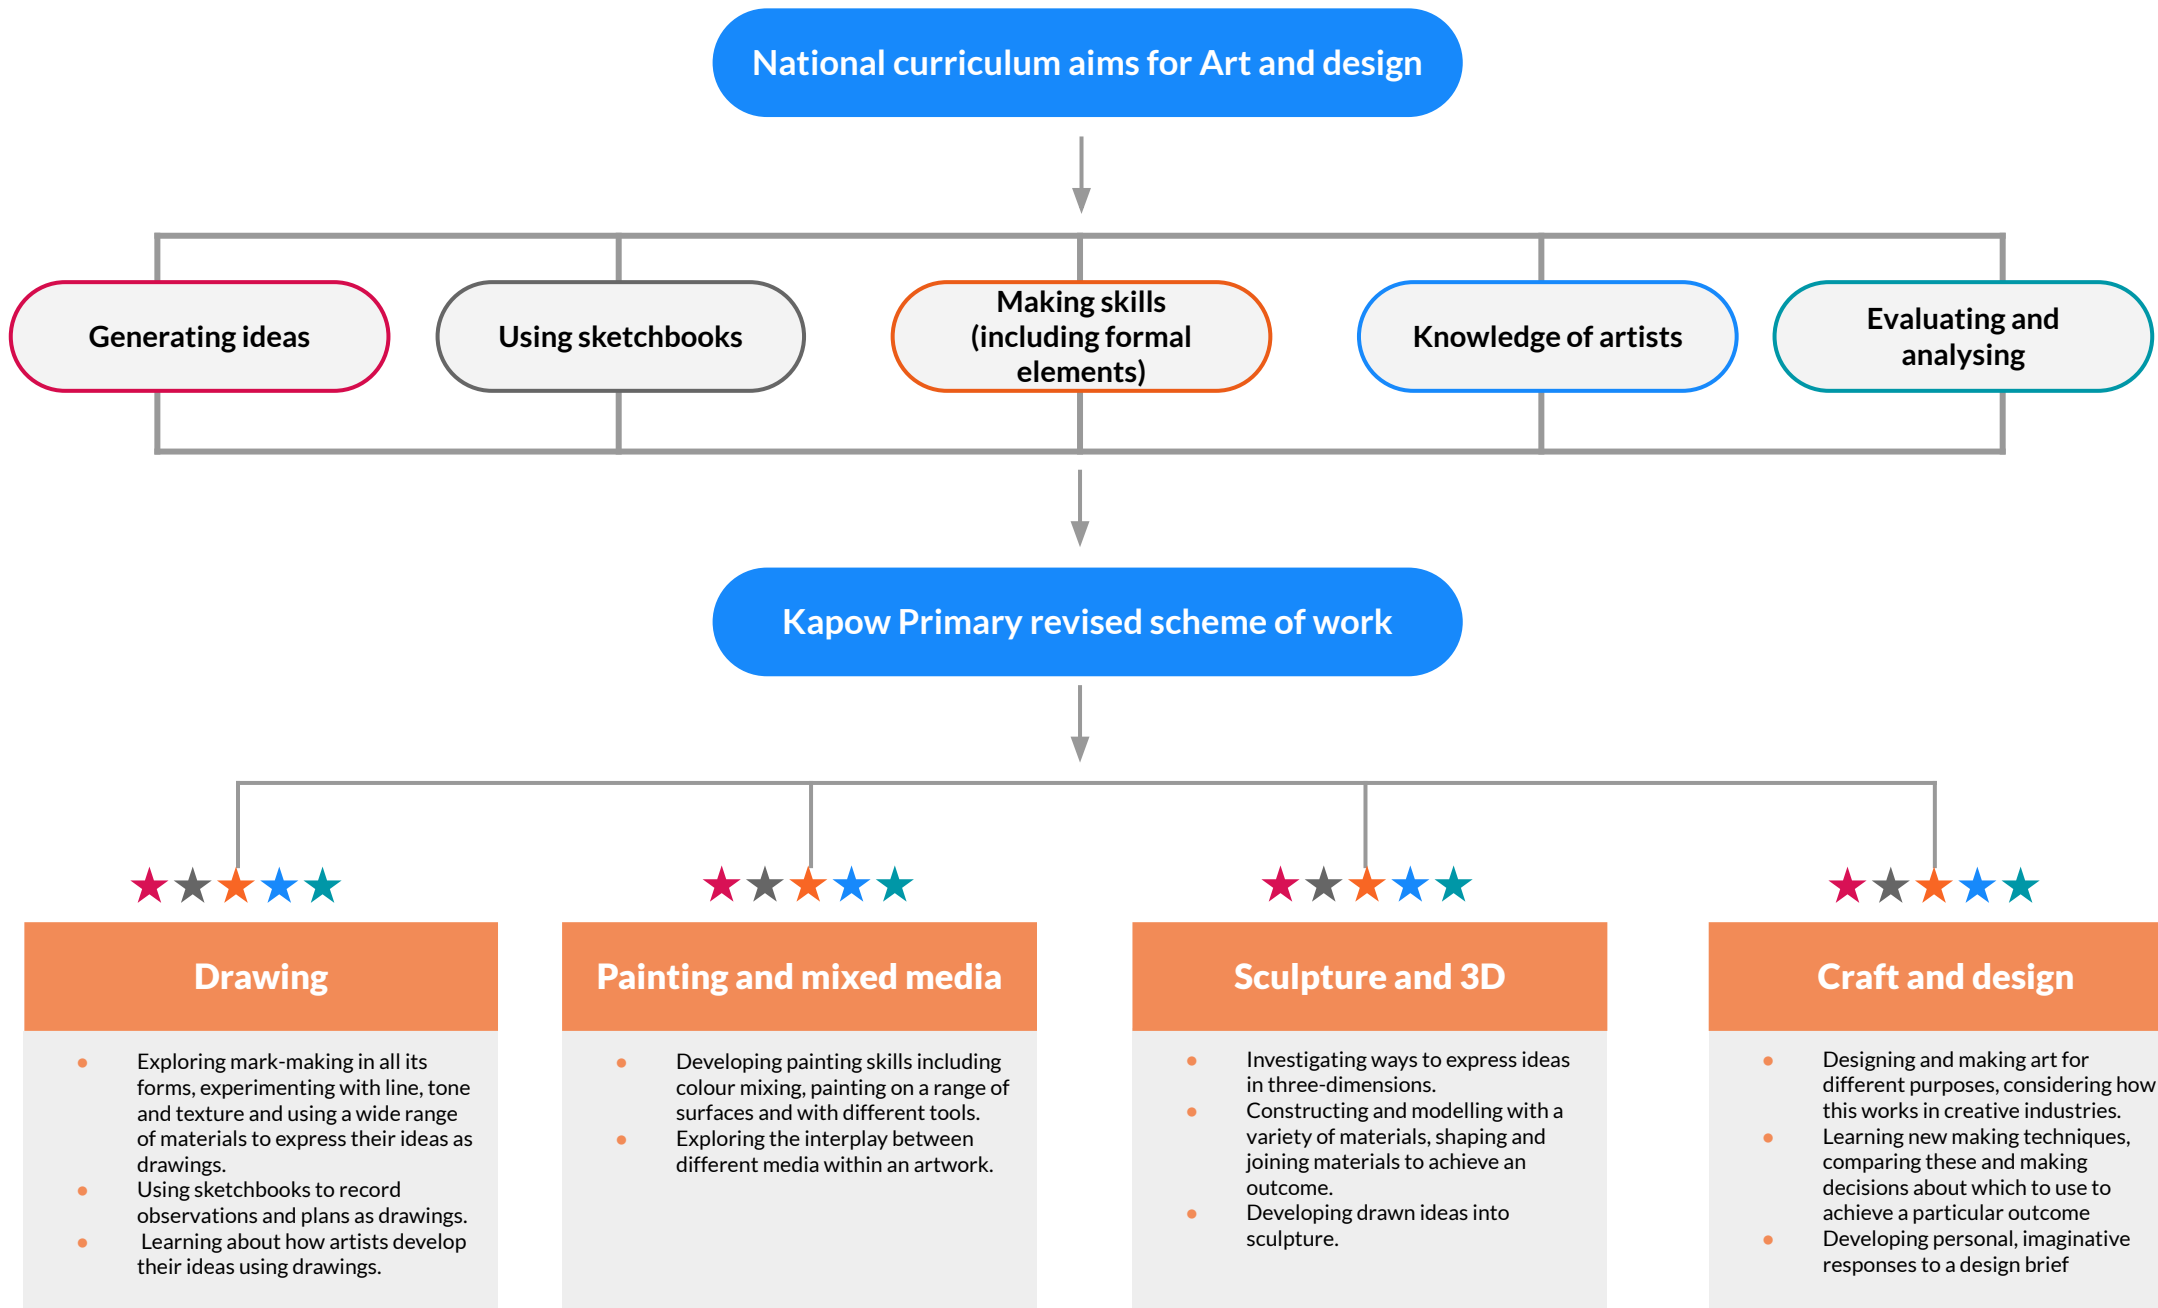 National curriculum aims for Art and design
Generating ideas
Using sketchbooks
Making skills
(including formal
elements)
Knowledge of artists
Evaluating and
analysing
Kapow Primary revised scheme of work
Drawing
● Exploring mark-making in all its
forms, experimenting with line, tone
and texture and using a wide range
of materials to express their ideas as
drawings.
● Using sketchbooks to record
observations and plans as drawings.
● Learning about how artists develop
their ideas using drawings.
Painting and mixed media
● Developing painting skills including
colour mixing, painting on a range of
surfaces and with different tools.
● Exploring the interplay between
different media within an artwork.
Sculpture and 3D
● Investigating ways to express ideas
in three-dimensions.
● Constructing and modelling with a
variety of materials, shaping and
joining materials to achieve an
outcome.
● Developing drawn ideas into
sculpture.
Craft and design
● Designing and making art for
different purposes, considering how
this works in creative industries.
● Learning new making techniques,
comparing these and making
decisions about which to use to
achieve a particular outcome
● Developing personal, imaginative
responses to a design brief